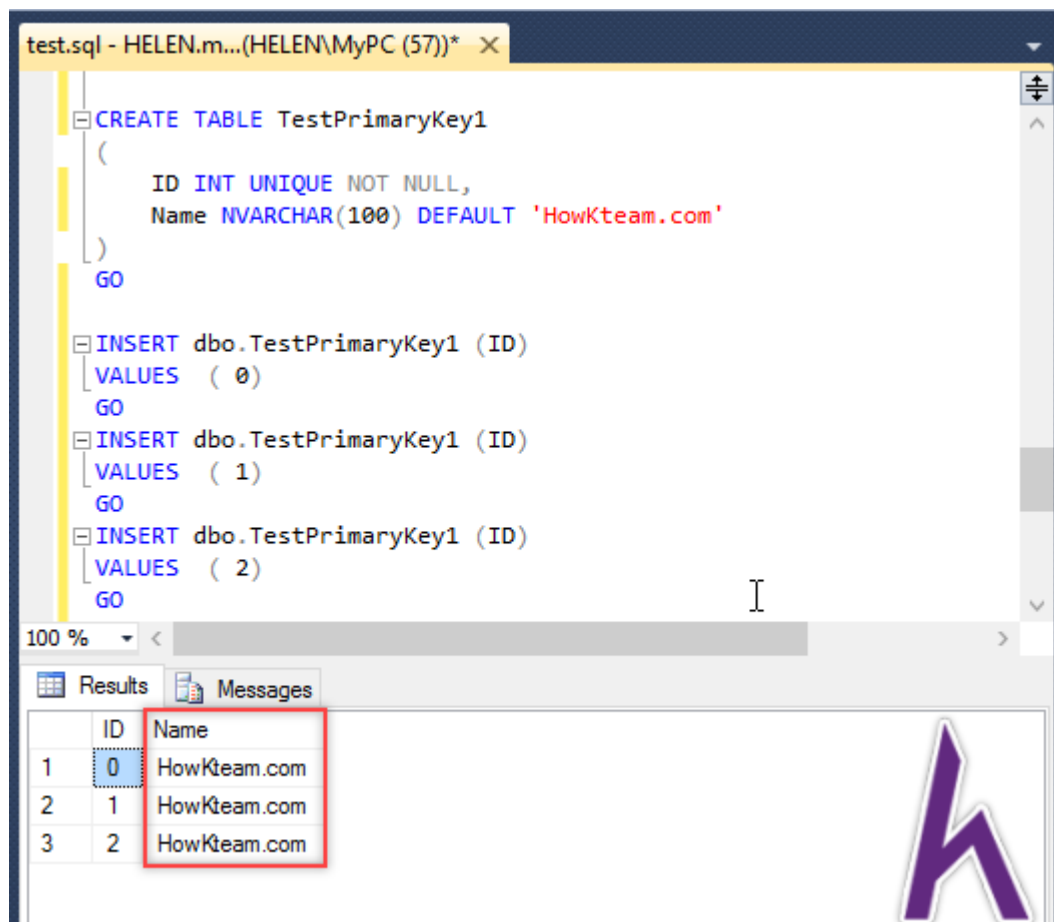 test.sql - HELEN.m...(HELEN\MyPC (57))*
CREATE TABLE TestPrimaryKey1
(
ID INT UNIQUE NOT NULL,
Name NVARCHAR(100) DEFAULT 'HowKteam.com'
)
GO
INSERT dbo.TestPrimaryKey1 (ID)
VALUES ( 0)
GO
INSERT dbo.TestPrimaryKey1 (ID)
VALUES ( 1)
GO
INSERT dbo.TestPrimaryKey1 (ID)
VALUES ( 2)
GO
100 %
Results Messages
ID Name
1 0 HowKteam.com
2 1 HowKteam.com
3 2 HowKteam.com